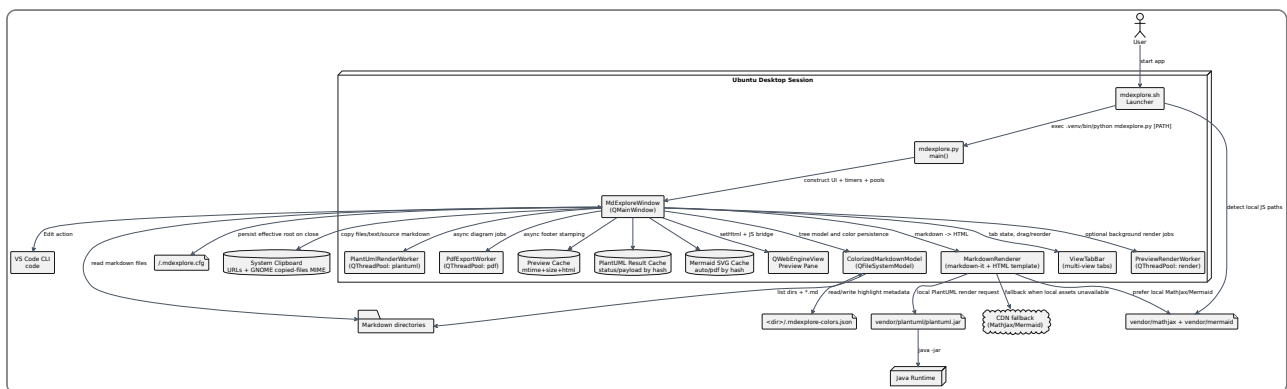 User
start app
Ubuntu Desktop Session
mdexplore.sh
Launcher
exec .venv/bin/python mdexplore.py [PATH]
mdexplore.py
main()
construct UI + timers + pools
detect local JS paths
MdExploreWindow
(QMainWindow)
Edit action
persist effective root on close
copy files/text/source markdown
async diagram jobs
async footer stamping
setHtml + JS bridge
tree model and color persistence
markdown -> HTML
tab state, drag/reorder
optional background render jobs
VS Code CLI
code
read markdown files
/.mdexplore.cfg
System Clipboard
URLs + GNOME copied-files MIME
PlantUmlRenderWorker
(QThreadPool: plantuml)
PdfExportWorker
(QThreadPool: pdf)
Preview Cache
mtime+size+html
PlantUML Result Cache
status/payload by hash
Mermaid SVG Cache
auto/pdf by hash
QWebEngineView
Preview Pane
ColorizedMarkdownModel
(QFileSystemModel)
MarkdownRenderer
(markdown-it + HTML template)
ViewTabBar
(multi-view tabs)
PreviewRenderWorker
(QThreadPool: render)
list dirs + *.md
read/write highlight metadata
local PlantUML render request
fallback when local assets unavailable
prefer local MathJax/Mermaid
Markdown directories
<dir>/.mdexplore-colors.json
vendor/plantuml/plantuml.jar
CDN fallback
(MathJax/Mermaid)
vendor/mathjax + vendor/mermaid
java -jar
Java Runtime